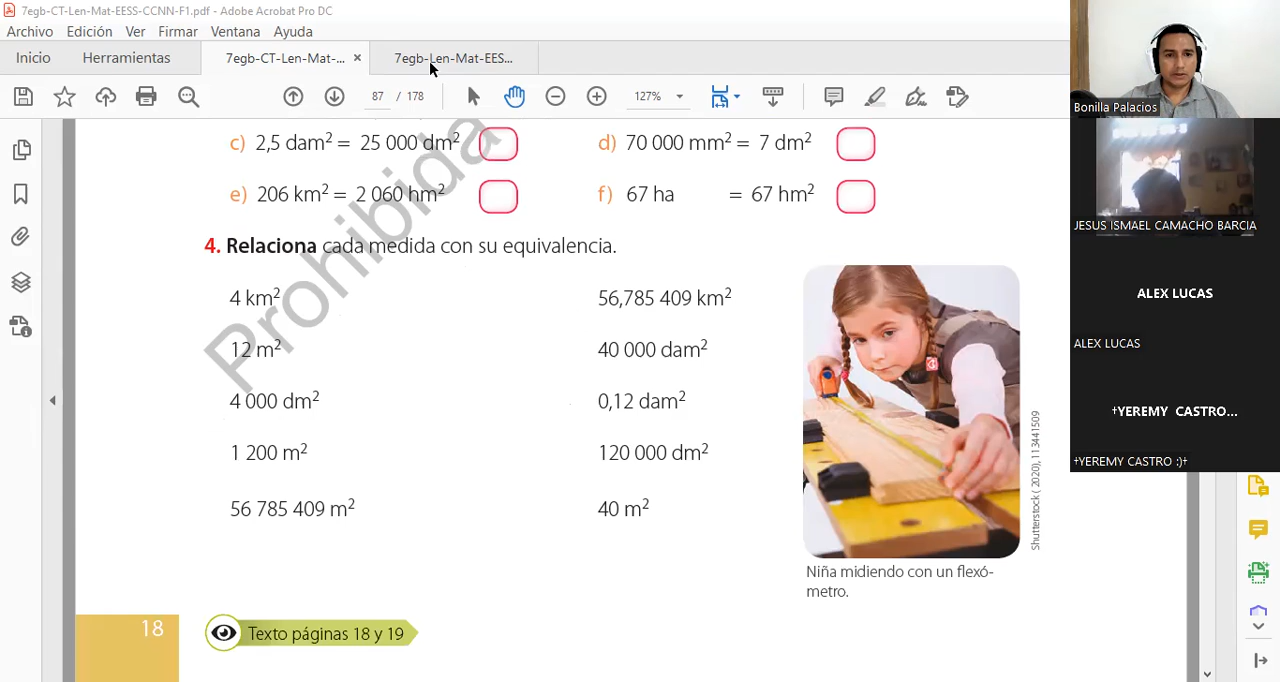 7egb-CT-Len-Mat-EESS-CCNN-F1.pdf - Adobe Acrobat Pro DC
Archivo Edición Ver Firmar Ventana Ayuda
Inicio Herramientas 7egb-CT-Len-Mat-... × 7egb-Len-Mat-EES...
87 / 178 127%
c) 2,5 dam² = 25 000 dm² d) 70 000 mm² = 7 dm²
e) 206 km² = 2 060 hm² f) 67 ha = 67 hm²
Prohibida
4. Relaciona cada medida con su equivalencia.
4 km² 56,785 409 km²
12 m² 40 000 dam²
4 000 dm² 0,12 dam²
1 200 m² 120 000 dm²
56 785 409 m² 40 m²
Shutterstock ( 2020), 113441509
Niña midiendo con un flexó-
metro.
18
Texto páginas 18 y 19
Bonilla Palacios
JESUS ISMAEL CAMACHO BARCIA
ALEX LUCAS
ALEX LUCAS
†YEREMY CASTRO...
†YEREMY CASTRO :)†